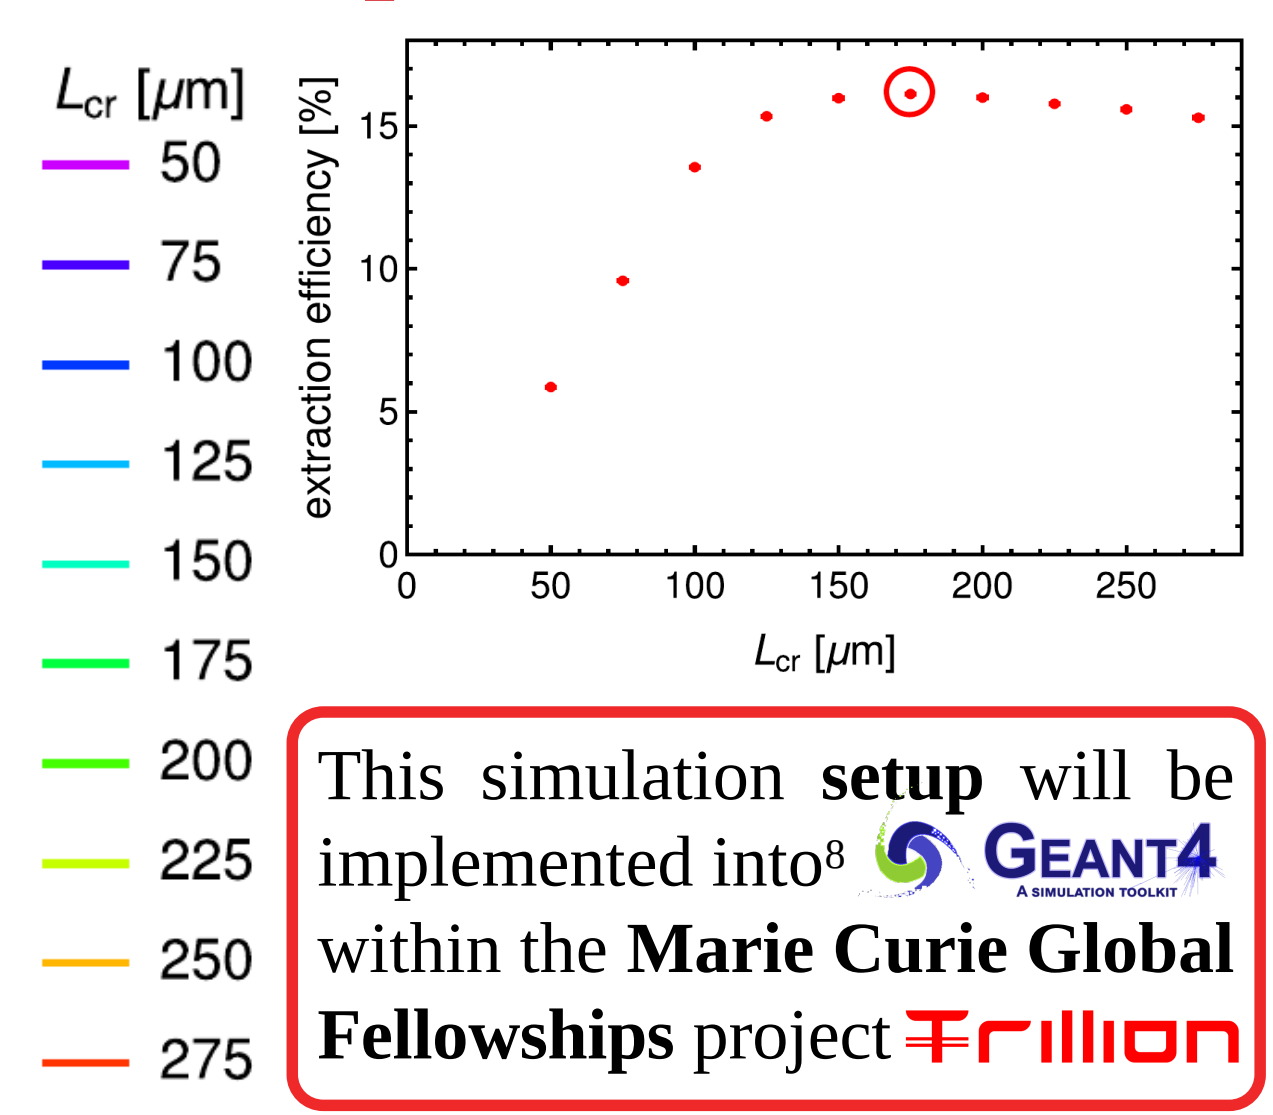 Lcr [μm]
50
75
100
125
150
175
200
225
250
275
extraction efficiency [%]
15
10
5
0
0 50 100 150 200 250
Lcr [μm]
This simulation setup will be
implemented into8 GEANT4
A SIMULATION TOOLKIT
within the Marie Curie Global
Fellowships project Trillion